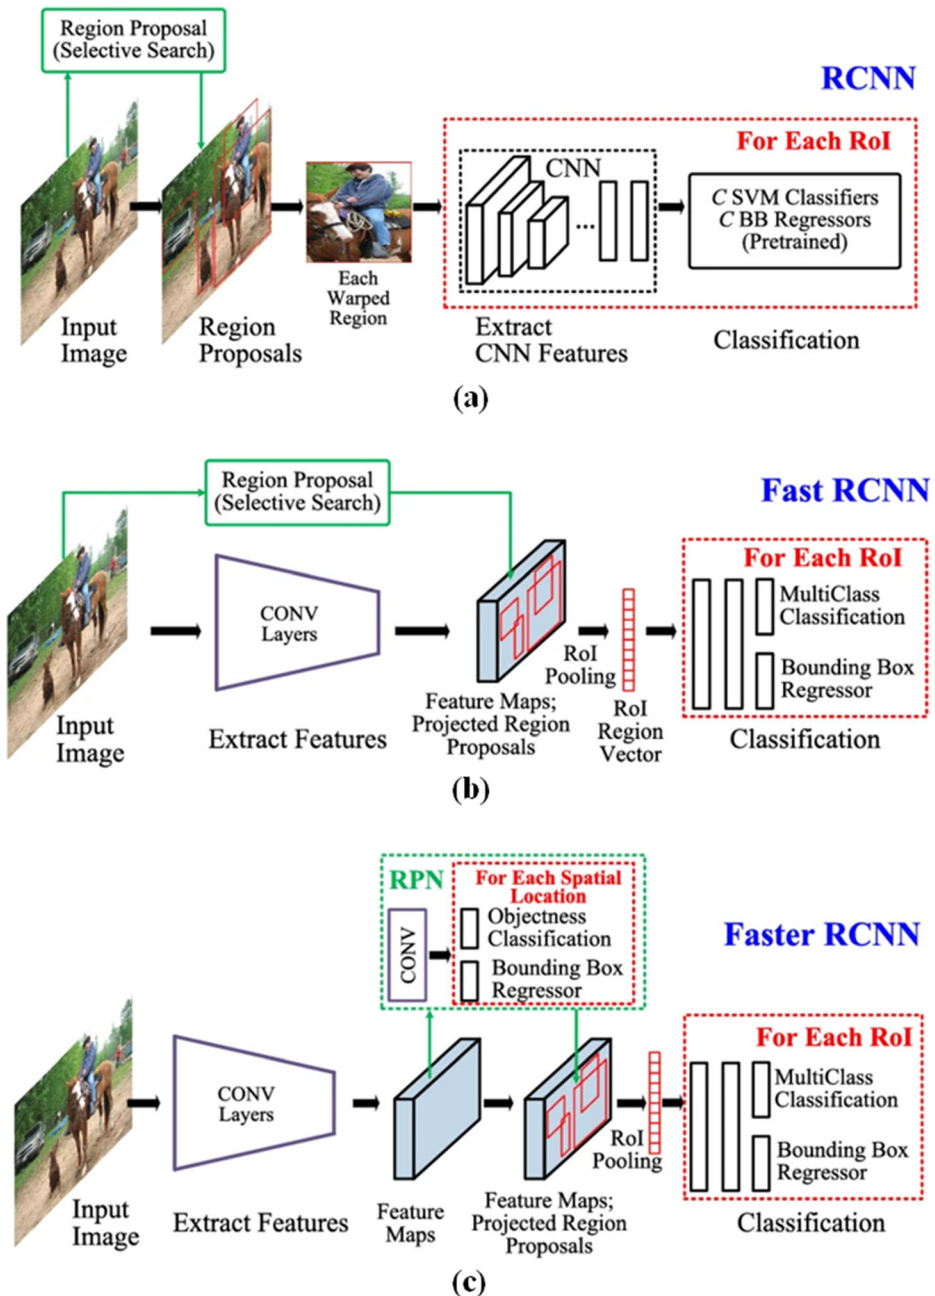 Region Proposal
(Selective Search)
RCNN
For Each RoI
CNN
C SVM Classifiers
C BB Regressors
(Pretrained)
...
Each
Warped
Region
Input
Image
Region
Proposals
Extract
CNN Features
Classification
(a)
Region Proposal
(Selective Search)
Fast RCNN
For Each RoI
CONV
Layers
MultiClass
Classification
Bounding Box
Regressor
RoI
Pooling
Input
Image
Extract Features
Feature Maps;
Projected Region
Proposals
RoI
Region
Vector
Classification
(b)
RPN
For Each Spatial
Location
CONV
Objectness
Classification
Bounding Box
Regressor
Faster RCNN
For Each RoI
CONV
Layers
MultiClass
Classification
Bounding Box
Regressor
RoI
Pooling
Input
Image
Extract Features
Feature
Maps
Feature Maps;
Projected Region
Proposals
Classification
(c)